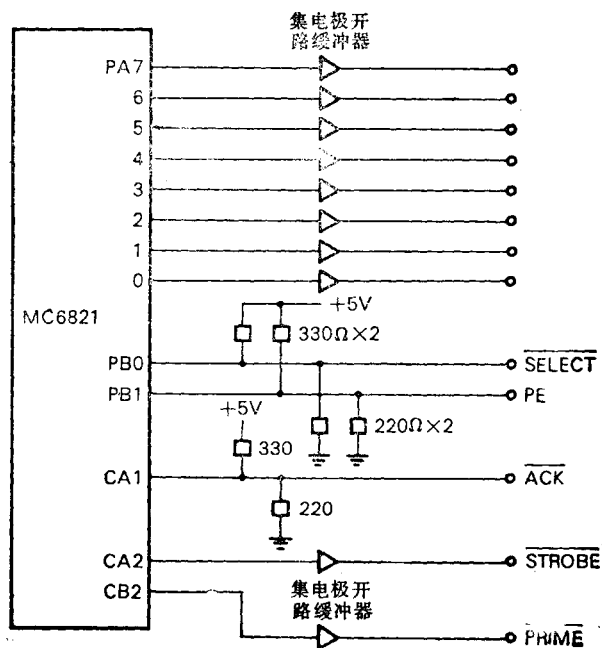 集电极开
路缓冲器
PA7
6
5
4
3
2
1
0
+5V
MC6821
330Ω×2
PB0
SELECT
PB1
PE
+5V
220Ω×2
330
CA1
ACK
220
CA2
STROBE
CB2
集电极开
路缓冲器
PRIME